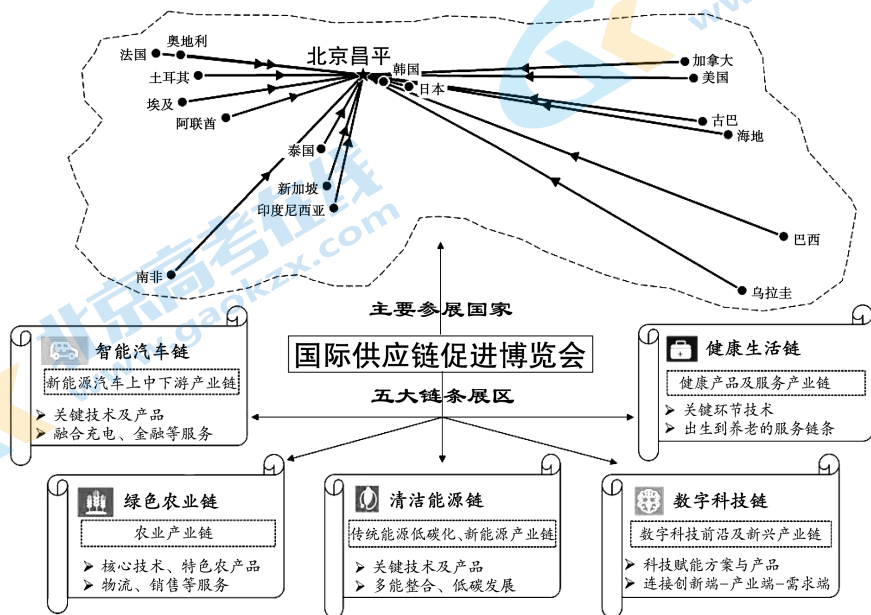 www.
法国
奥地利
北京昌平
韩国
加拿大
土耳其
美国
日本
埃及
阿联酋
古巴
海地
泰国
新加坡
印度尼西亚
巴西
南非
乌拉圭
北京高考在线
www.gaokzx.com
主要参展国家
国际供应链促进博览会
五大链条展区
智能汽车链
新能源汽车上中下游产业链
➤ 关键技术及产品
➤ 融合充电、金融等服务
健康生活链
健康产品及服务产业链
➤ 关键环节技术
➤ 出生到养老的服务链条
绿色农业链
农业产业链
➤ 核心技术、特色农产品
➤ 物流、销售等服务
清洁能源链
传统能源低碳化、新能源产业链
➤ 关键技术及产品
➤ 多能整合、低碳发展
数字科技链
数字科技前沿及新兴产业链
➤ 科技赋能方案与产品
➤ 连接创新端-产业端-需求端